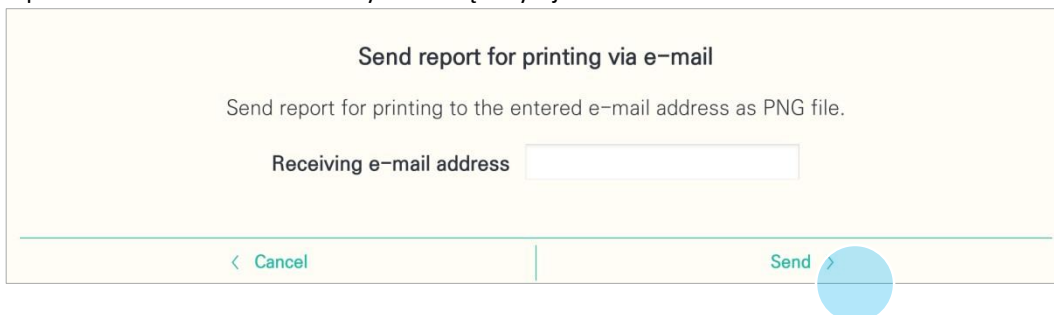 Send report for printing via e-mail
Send report for printing to the entered e-mail address as PNG file.
Receiving e-mail address
< Cancel
Send >